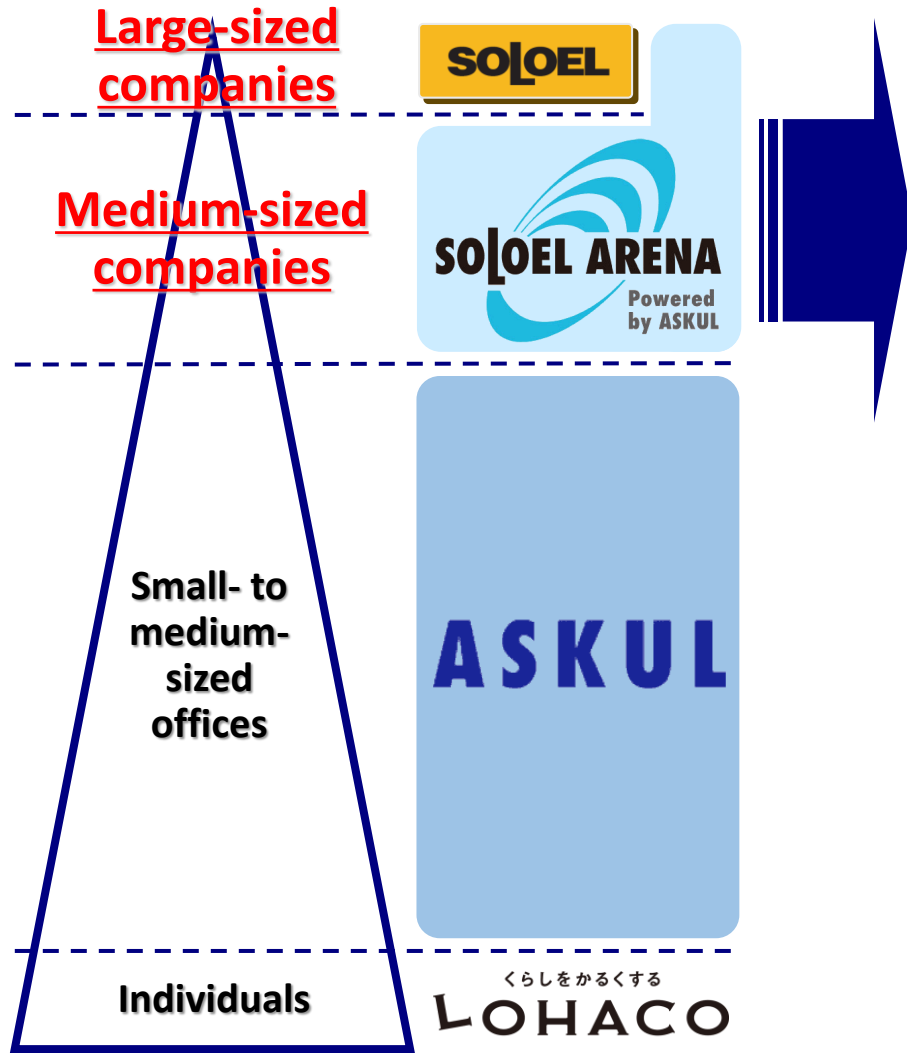 Large-sized
companies
SOLOEL
Medium-sized
companies
SOLOEL ARENA
Powered
by ASKUL
Small- to
medium-
sized
offices
ASKUL
Individuals
くらしをかるくする
LOHACO